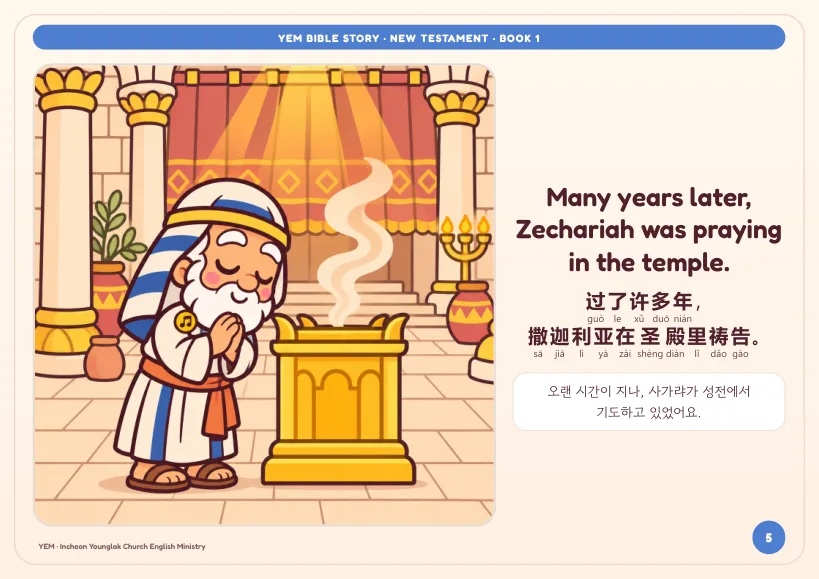 YEM BIBLE STORY · NEW TESTAMENT · BOOK 1
Many years later,
Zechariah was praying
in the temple.
过了许多年，
guò le xǔ duō nián
撒迦利亚在圣殿里祷告。
sā jiā lì yà zài shèng diàn lǐ dǎo gào
오랜 시간이 지나, 사가랴가 성전에서
기도하고 있었어요.
YEM · Incheon Younglak Church English Ministry
5